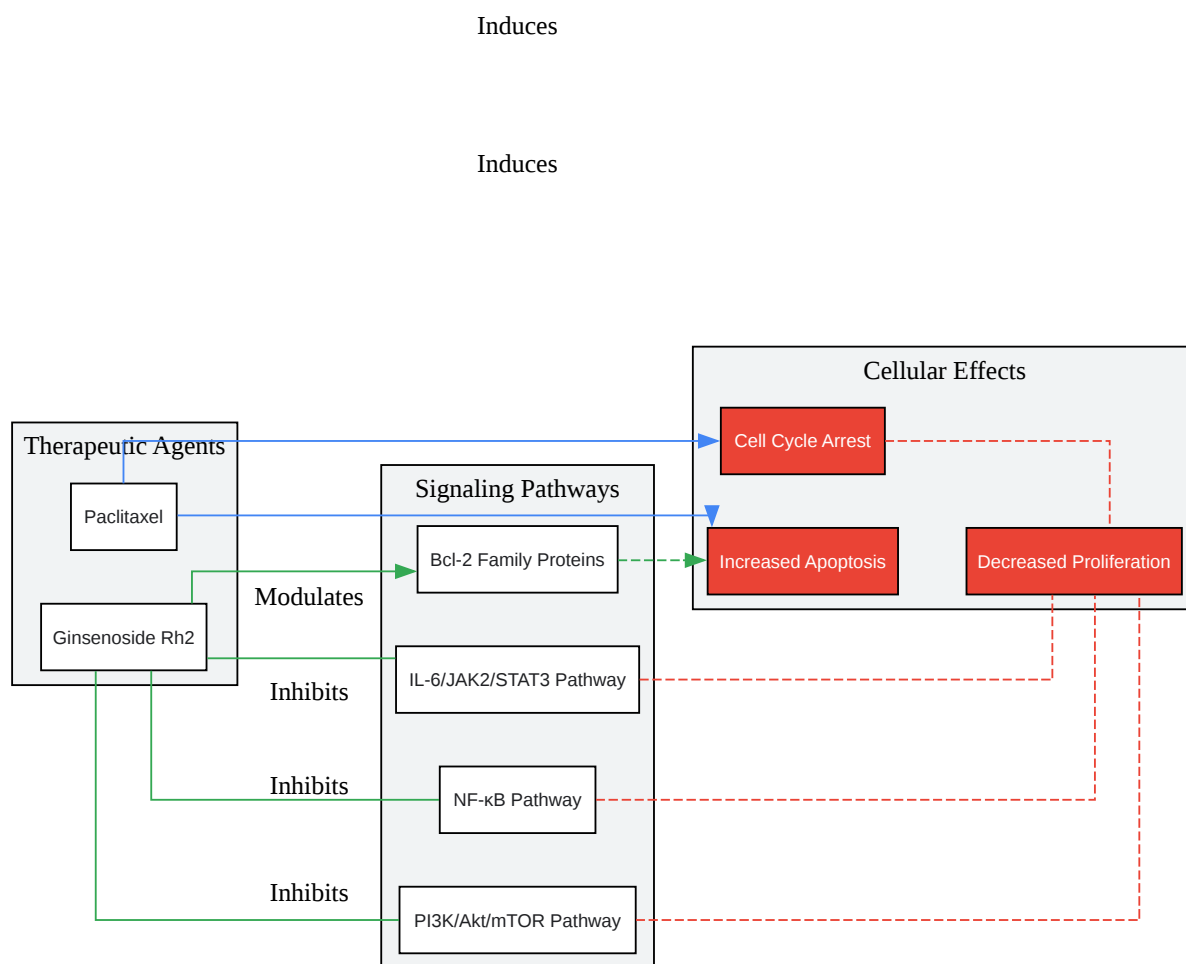 Induces
Induces
Cellular Effects
Therapeutic Agents
Cell Cycle Arrest
Signaling Pathways
Paclitaxel
Bcl-2 Family Proteins
Increased Apoptosis
Decreased Proliferation
Modulates
Ginsenoside Rh2
IL-6/JAK2/STAT3 Pathway
Inhibits
Inhibits
NF-κB Pathway
Inhibits
PI3K/Akt/mTOR Pathway